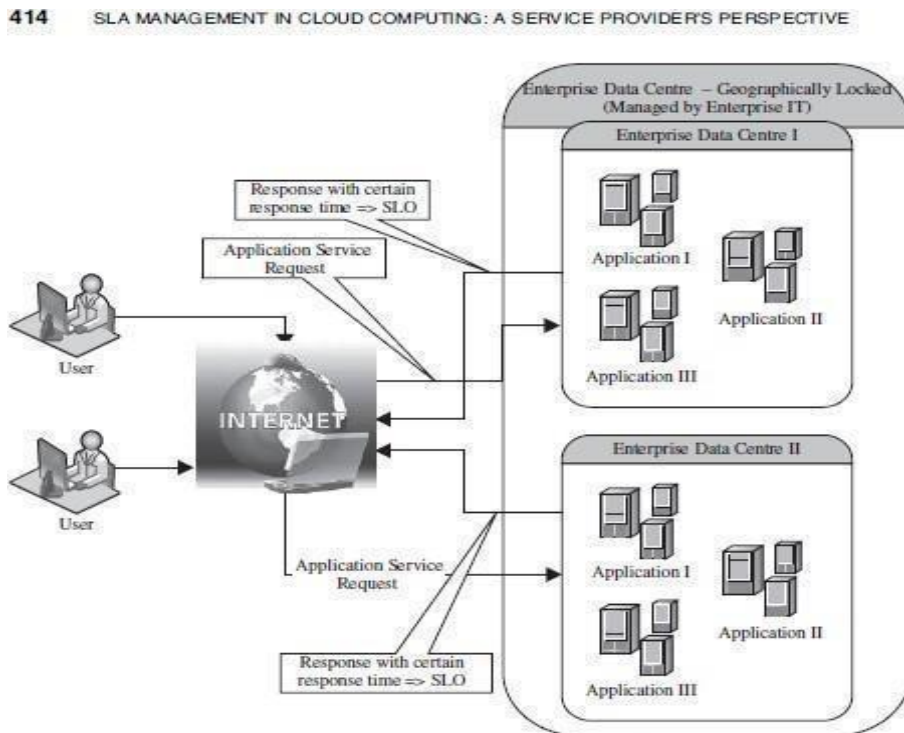 414 SLA MANAGEMENT IN CLOUD COMPUTING: A SERVICE PROVIDER'S PERSPECTIVE
Enterprise Data Centre – Geographically Locked
(Managed by Enterprise IT)
Enterprise Data Centre I
Response with certain
response time => SLO
Application Service
Request
Application I
Application II
Application III
User
INTERNET
User
Enterprise Data Centre II
Application Service
Request
Application I
Application II
Application III
Response with certain
response time => SLO